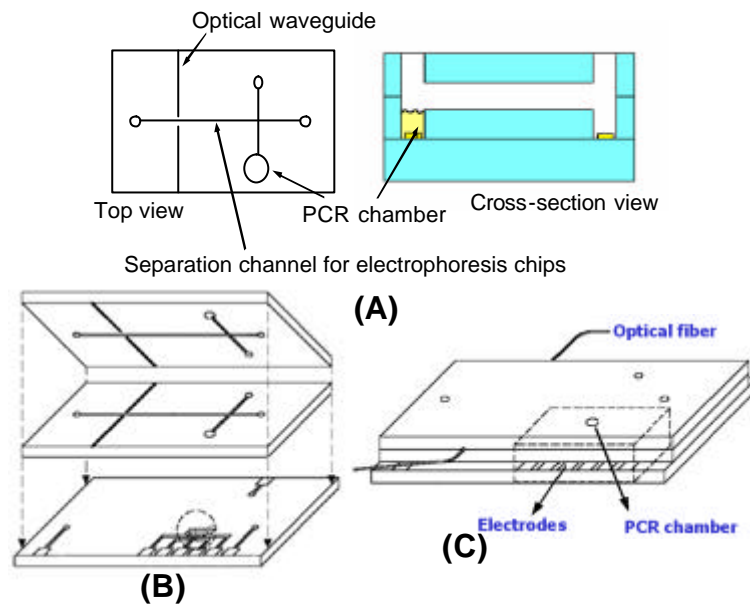 Optical waveguide
Top view
PCR chamber
Cross-section view
Separation channel for electrophoresis chips
(A)
Optical fiber
Electrodes
PCR chamber
(B)
(C)